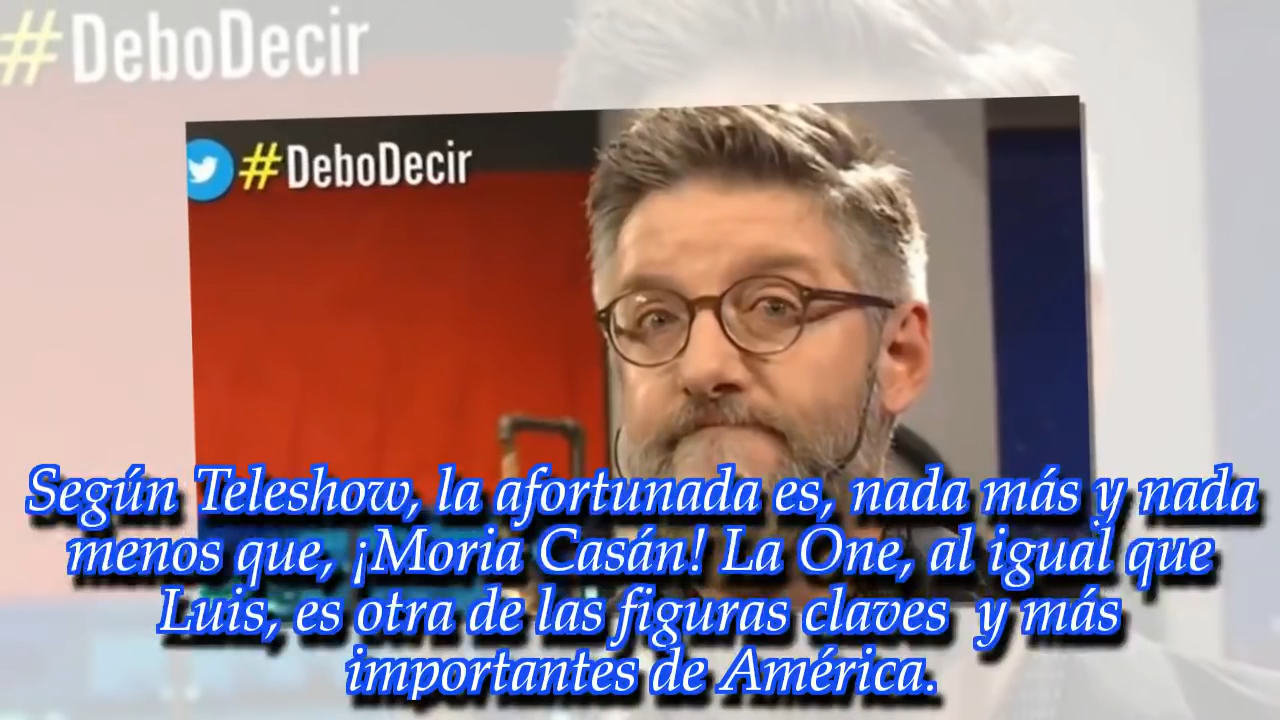 #DeboDecir
#DeboDecir
Según Teleshow, la afortunada es, nada más y nada
menos que, ¡Moria Casán! La One, al igual que
Luis, es otra de las figuras claves y más
importantes de América.